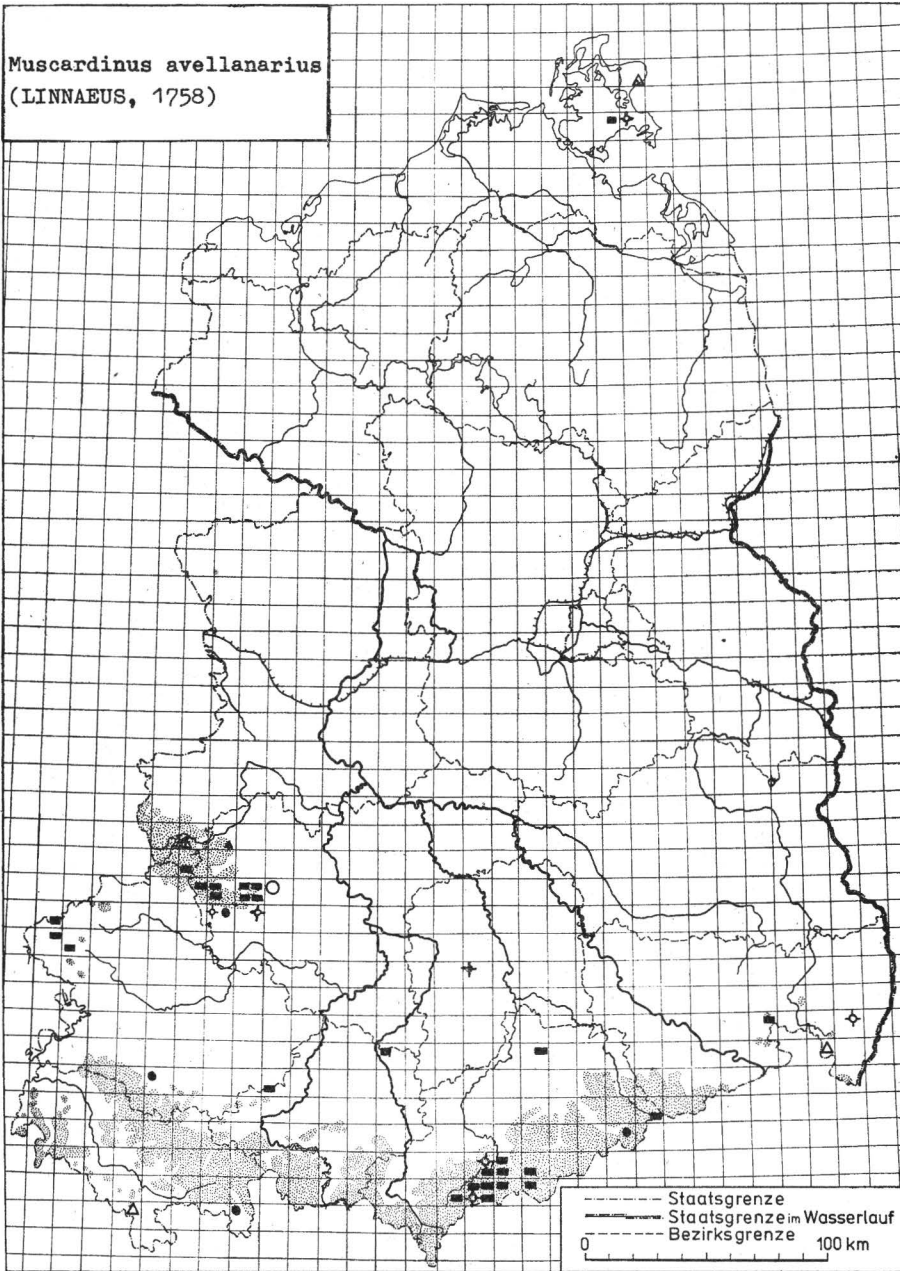 Muscardinus avellanarius
(LINNAEUS, 1758)
Staatsgrenze
Staatsgrenze im Wasserlauf
Bezirksgrenze
0 100 km